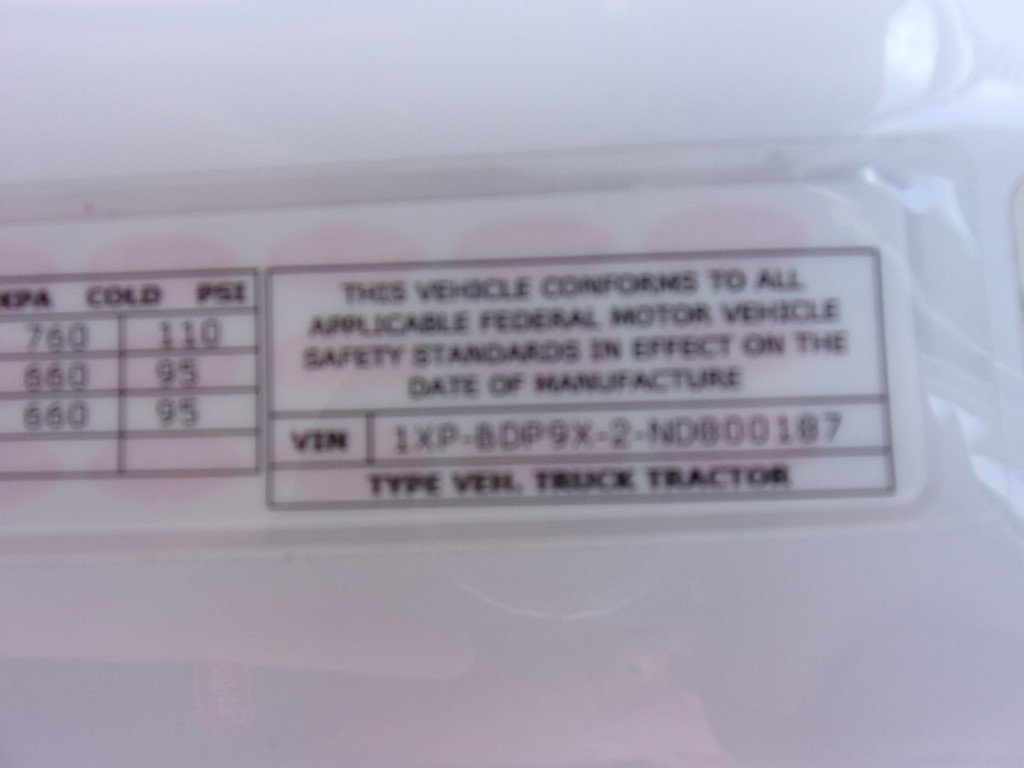 KPA COLD PSI
760 110
660 95
660 95
THIS VEHICLE CONFORMS TO ALL
APPLICABLE FEDERAL MOTOR VEHICLE
SAFETY STANDARDS IN EFFECT ON THE
DATE OF MANUFACTURE
VIN 1XP-BDP9X-2-ND800187
TYPE VEH. TRUCK TRACTOR